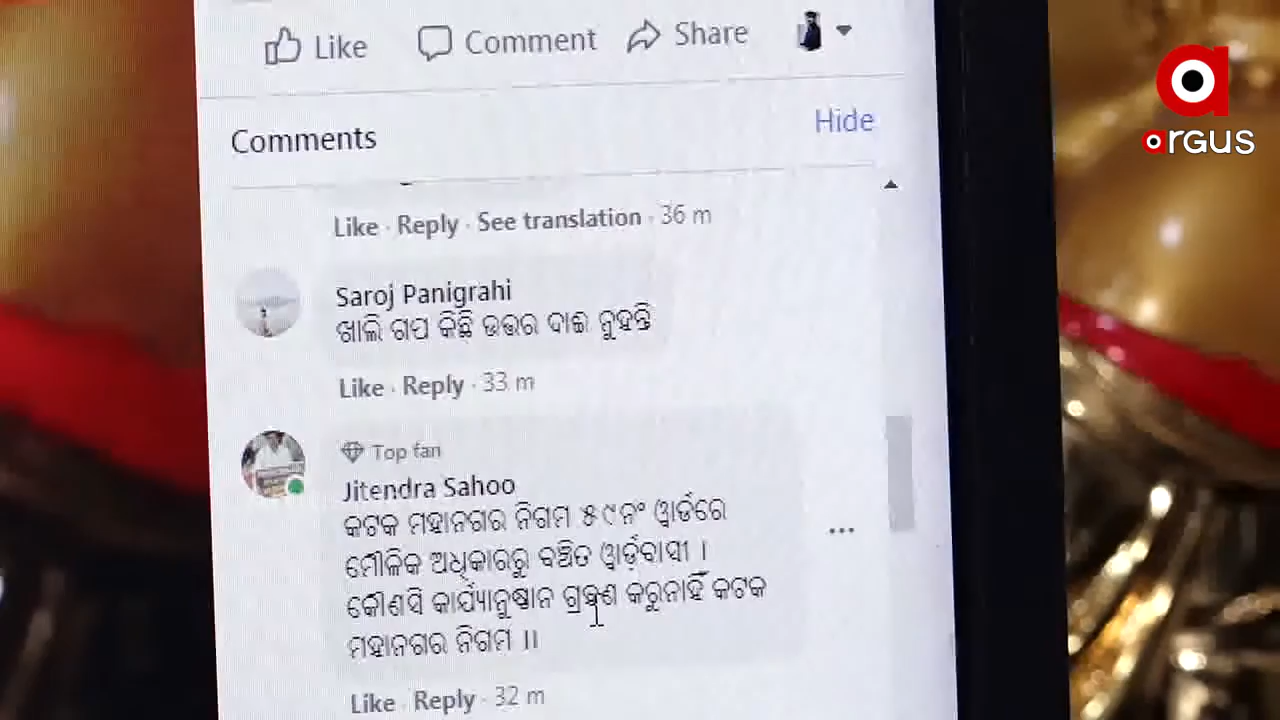 Like Comment Share
argus
Comments Hide
Like · Reply · See translation · 36 m
Saroj Panigrahi
ଖାଲି ଗପ କିଛି ଉତ୍ତର ଦାଈ ନୁହନ୍ତି
Like · Reply · 33 m
Top fan
Jitendra Sahoo
କଟକ ମହାନଗର ନିଗମ ୫୯ନଂ ୱାର୍ଡରେ
ମୌଳିକ ଅଧିକାରରୁ ବଞ୍ଚିତ ୱାର୍ଡ଼ବାସୀ ।
କୌଣସି କାର୍ଯ୍ୟାନୁଷ୍ଠାନ ଗ୍ରହଣ କରୁନାହିଁ କଟକ
ମହାନଗର ନିଗମ ।।
Like · Reply · 32 m